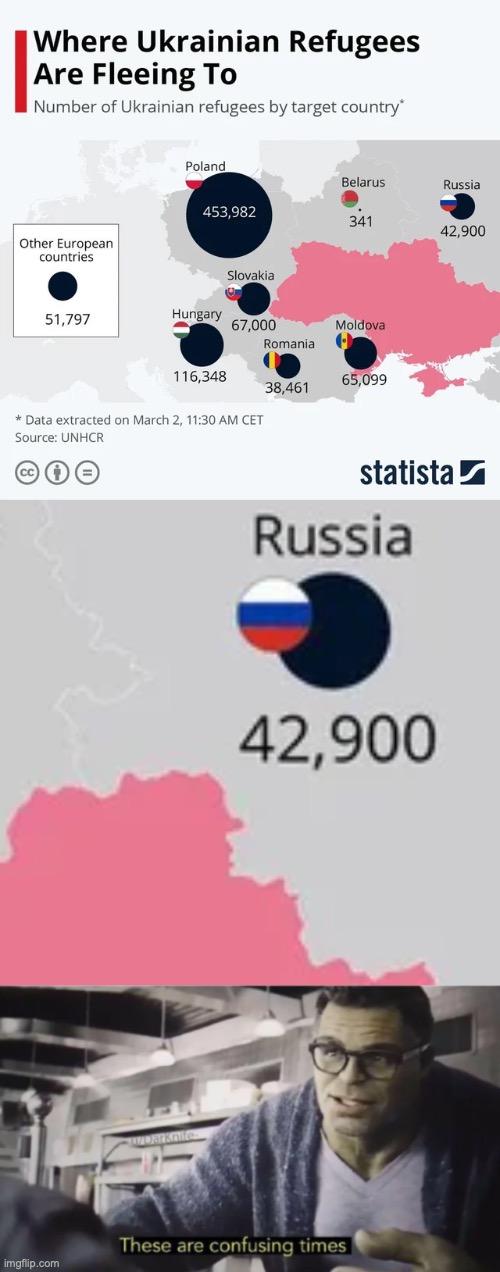 Where Ukrainian Refugees
Are Fleeing To
Number of Ukrainian refugees by target country*
Poland
453,982
Belarus
341
Russia
42,900
Other European
countries
51,797
Slovakia
67,000
Hungary
116,348
Romania
38,461
Moldova
65,099
* Data extracted on March 2, 11:30 AM CET
Source: UNHCR
cc
statista
Russia
42,900
u/DarKnife-
These are confusing times
imgflip.com